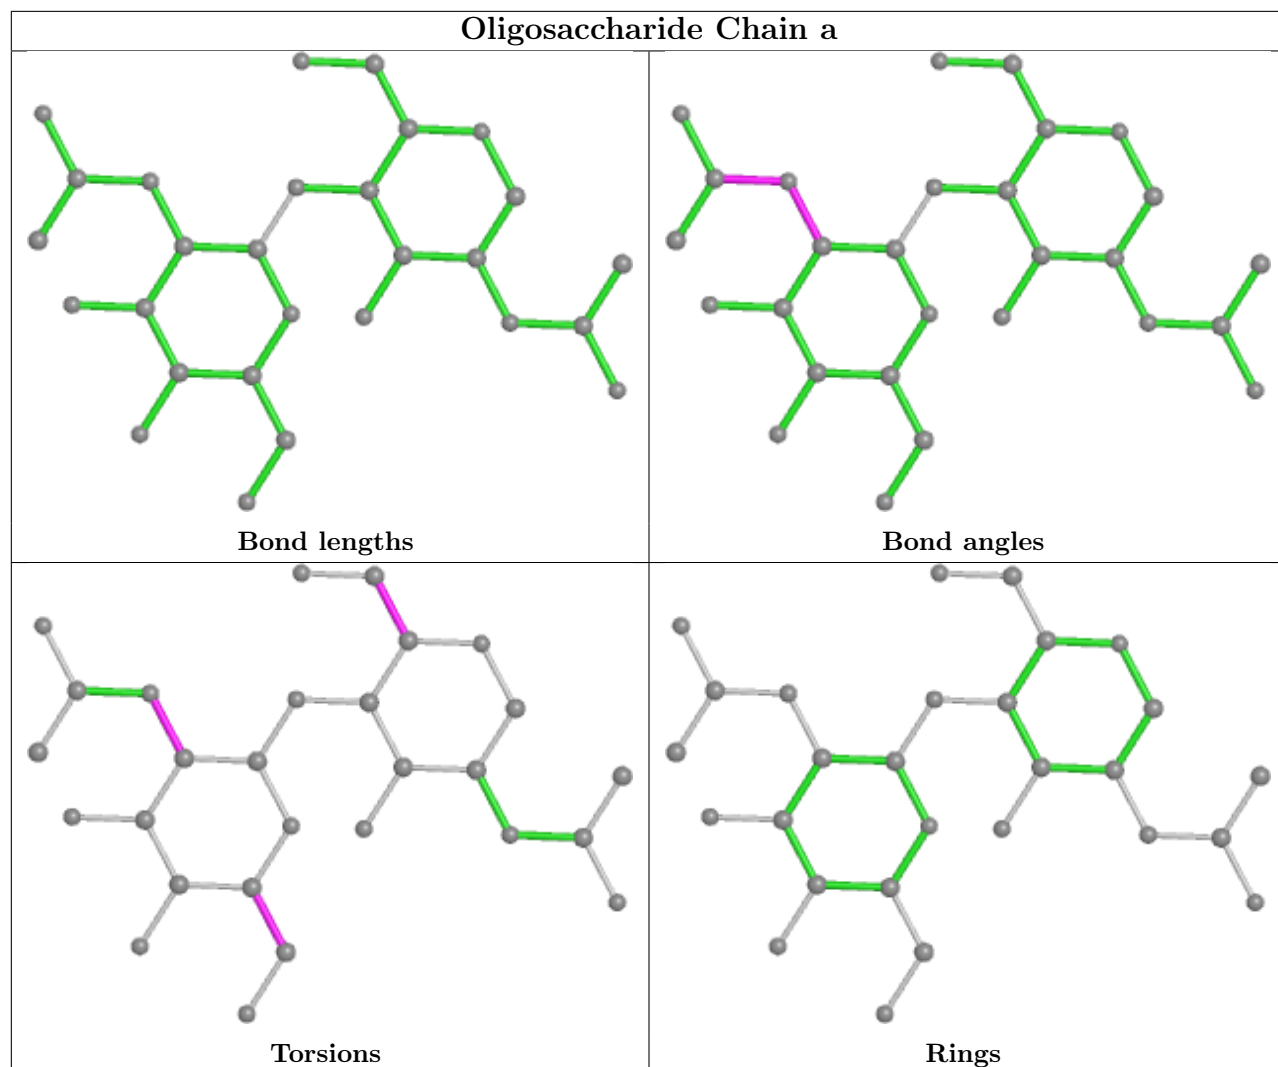 Oligosaccharide Chain a
Bond lengths
Bond angles
Torsions
Rings